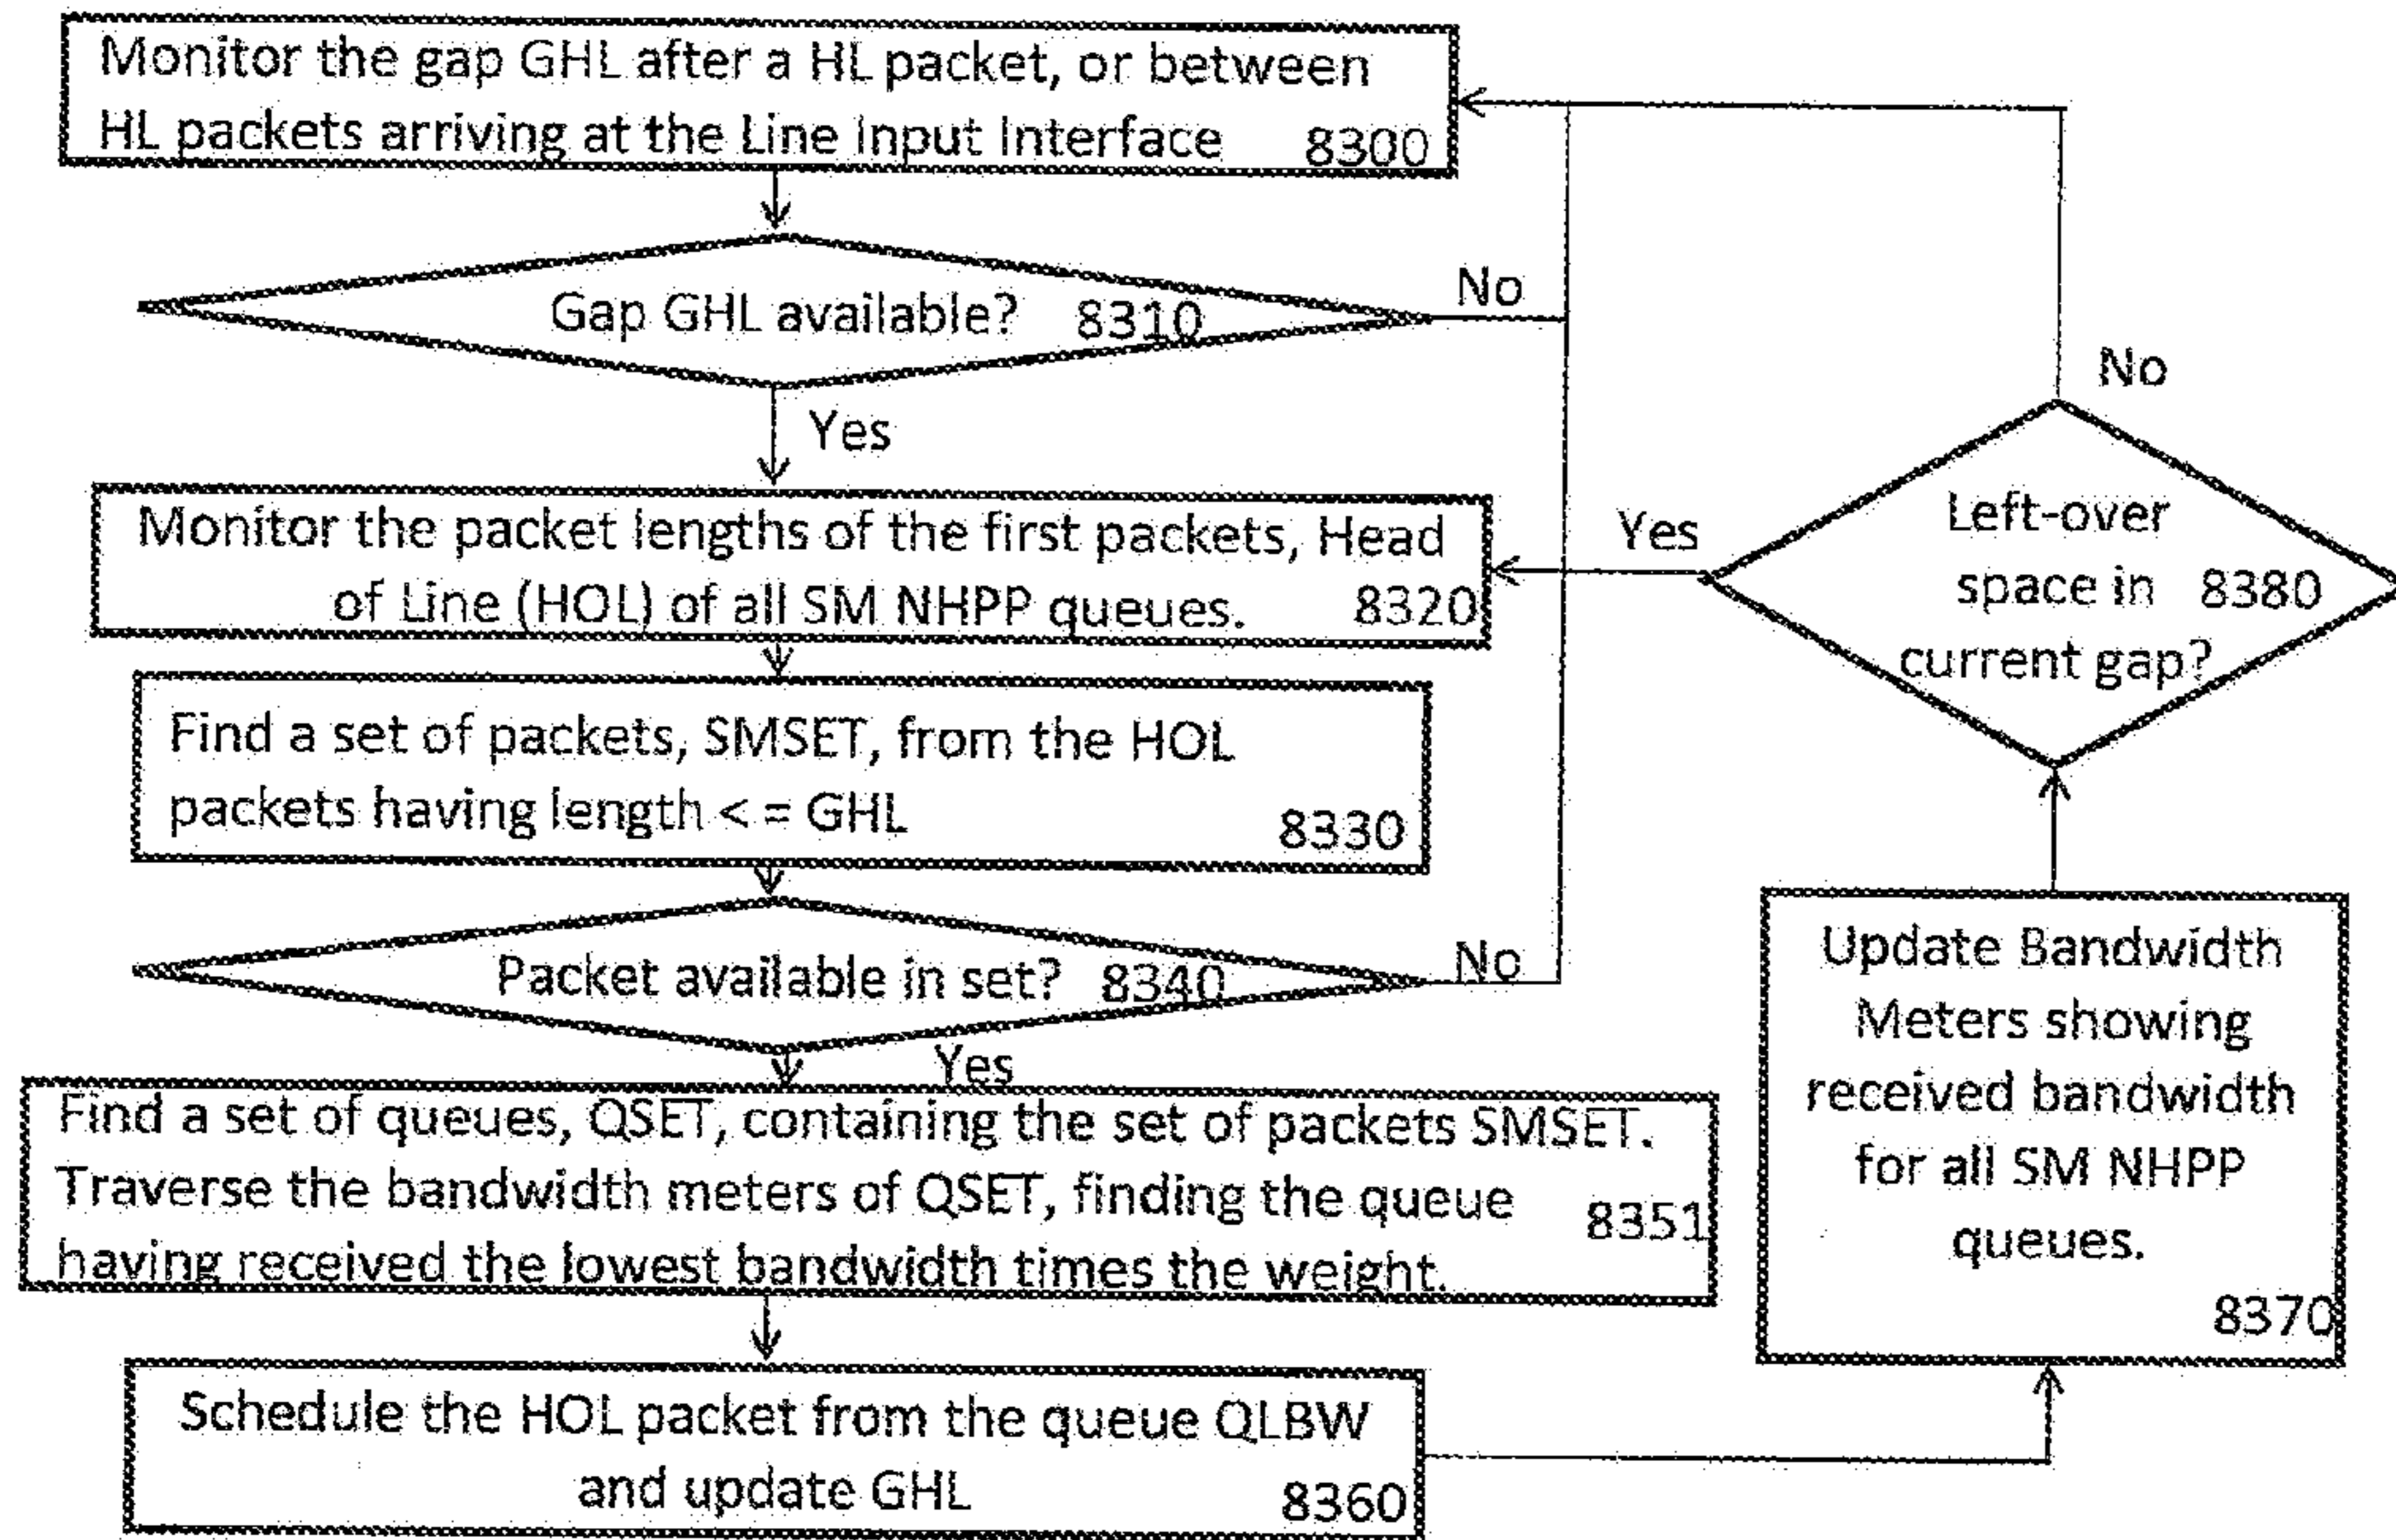 Monitor the gap GHL after a HL packet, or between
HL packets arriving at the Line Input Interface 8300
Gap GHL available? 8310
No
Yes
Monitor the packet lengths of the first packets, Head
of Line (HOL) of all SM NHPP queues. 8320
Find a set of packets, SMSET, from the HOL
packets having length < = GHL 8330
Packet available in set? 8340
No
Yes
Find a set of queues, QSET, containing the set of packets SMSET.
Traverse the bandwidth meters of QSET, finding the queue 8351
having received the lowest bandwidth times the weight.
Schedule the HOL packet from the queue QLBW
and update GHL 8360
Update Bandwidth
Meters showing
received bandwidth
for all SM NHPP
queues.
8370
Left-over
space in 8380
current gap?
Yes
No